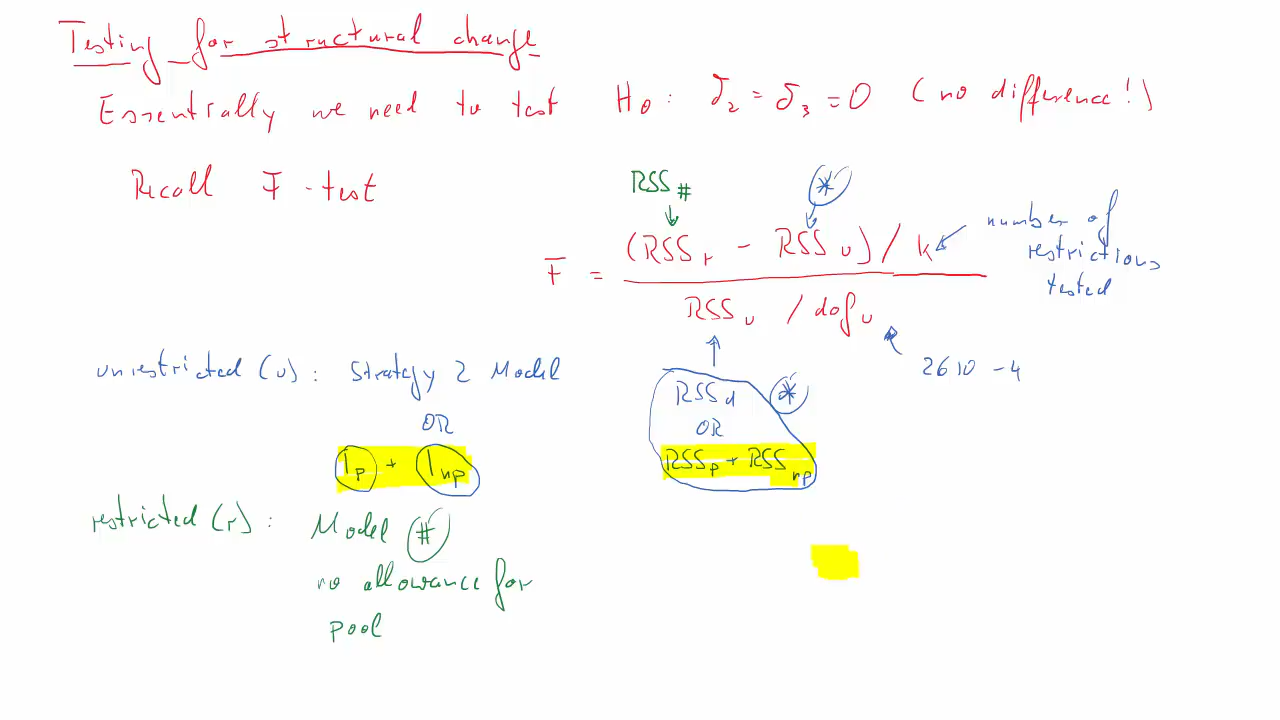 Testing for structural change
Essentially we need to test H0: δ2 = δ3 = 0 (no difference!)
Recall F-test
RSS# *
F = (RSSr - RSSu) / k
RSSu / dofu
number of
restrictions
tested
2610 - 4
unrestricted (u): Strategy 2 Model
OR
1p + 1np
RSSd *
OR
RSSp + RSSnp
restricted (r): Model #
no allowance for
pool